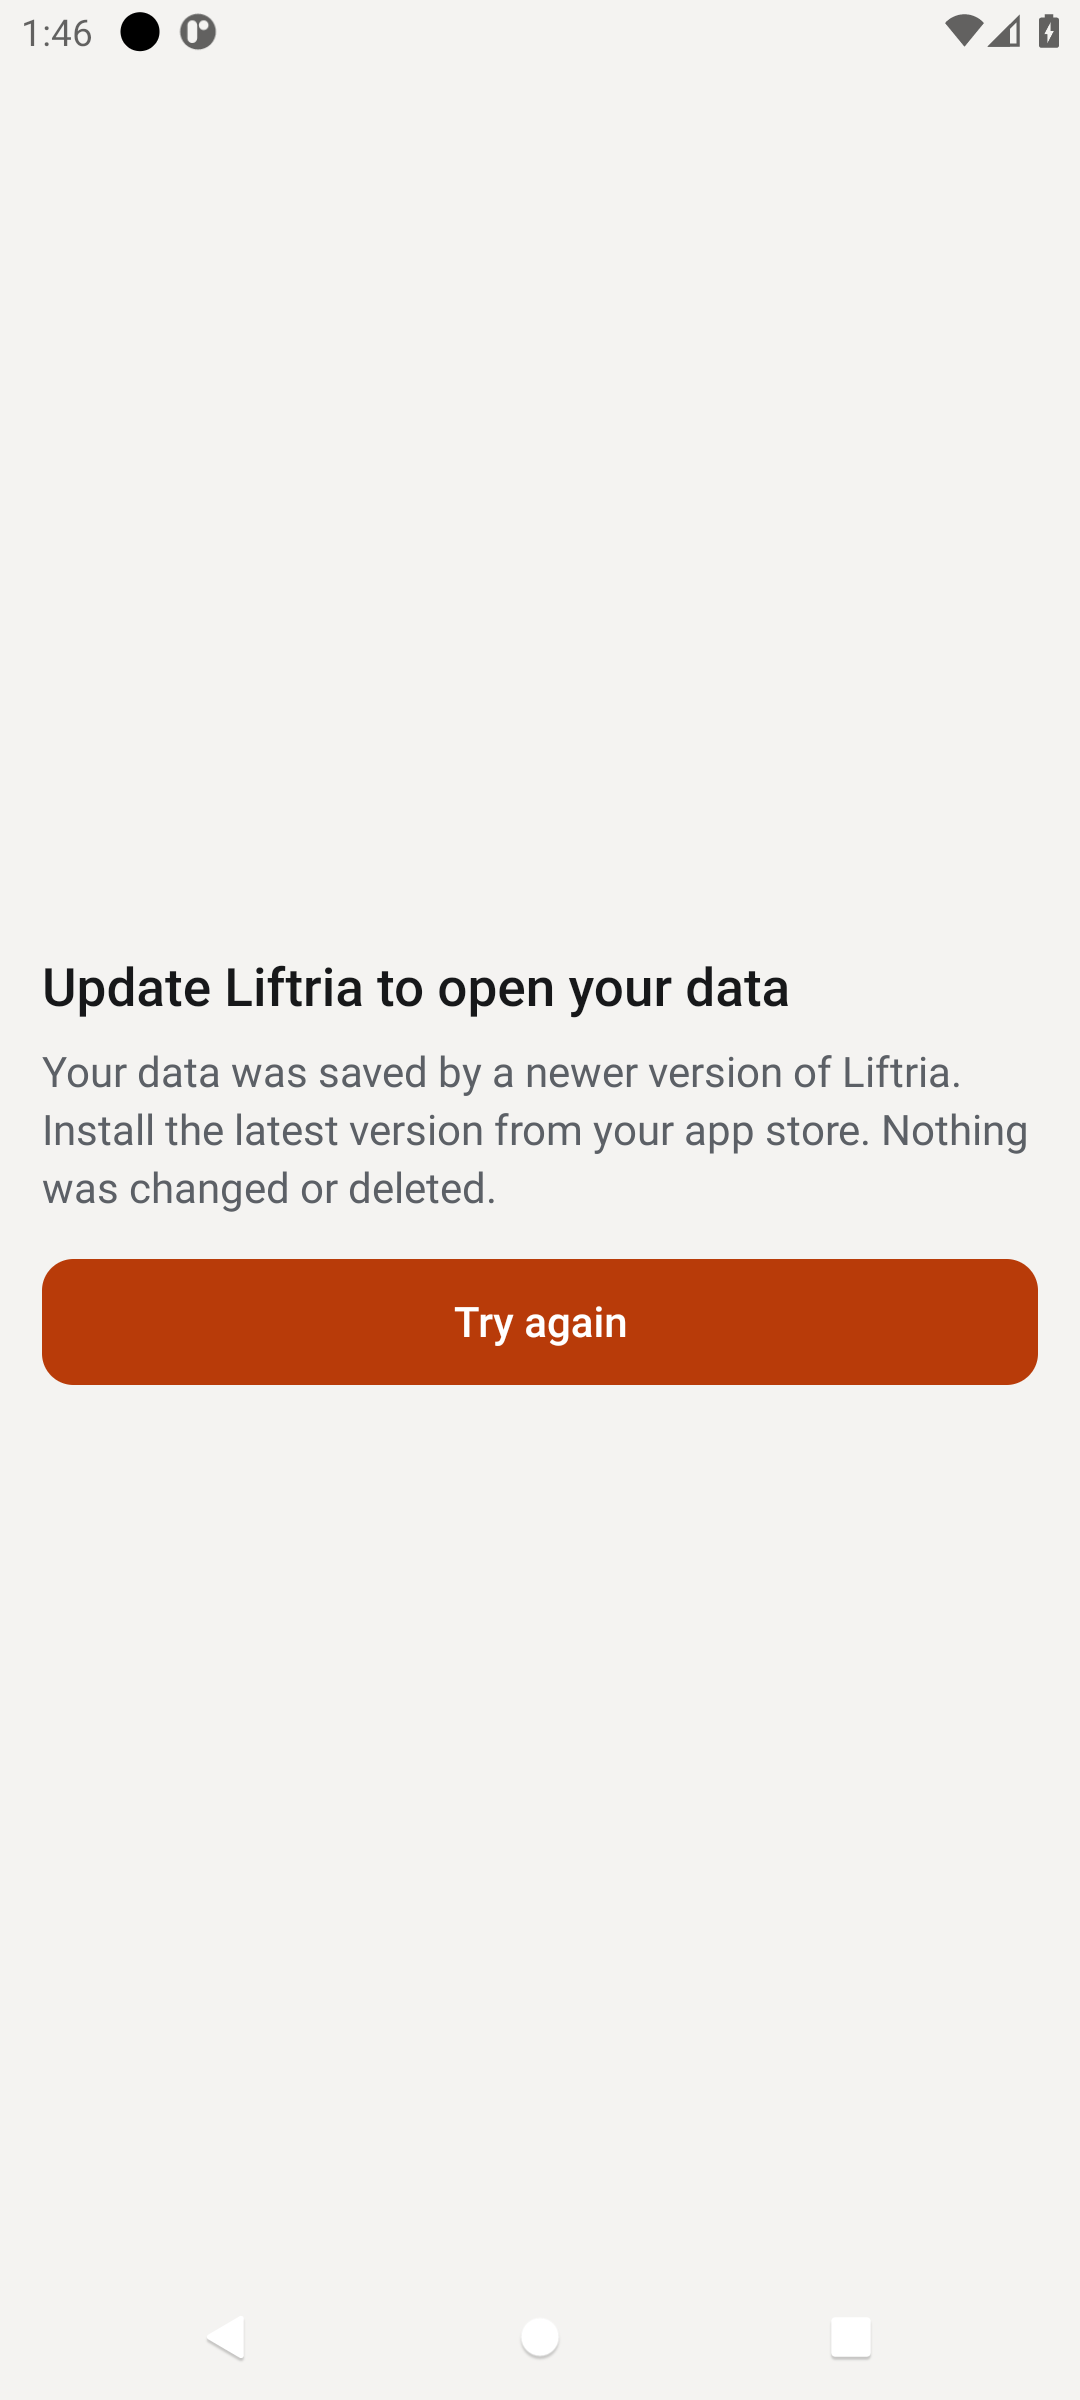 1:46
Update Liftria to open your data
Your data was saved by a newer version of Liftria.
Install the latest version from your app store. Nothing
was changed or deleted.
Try again